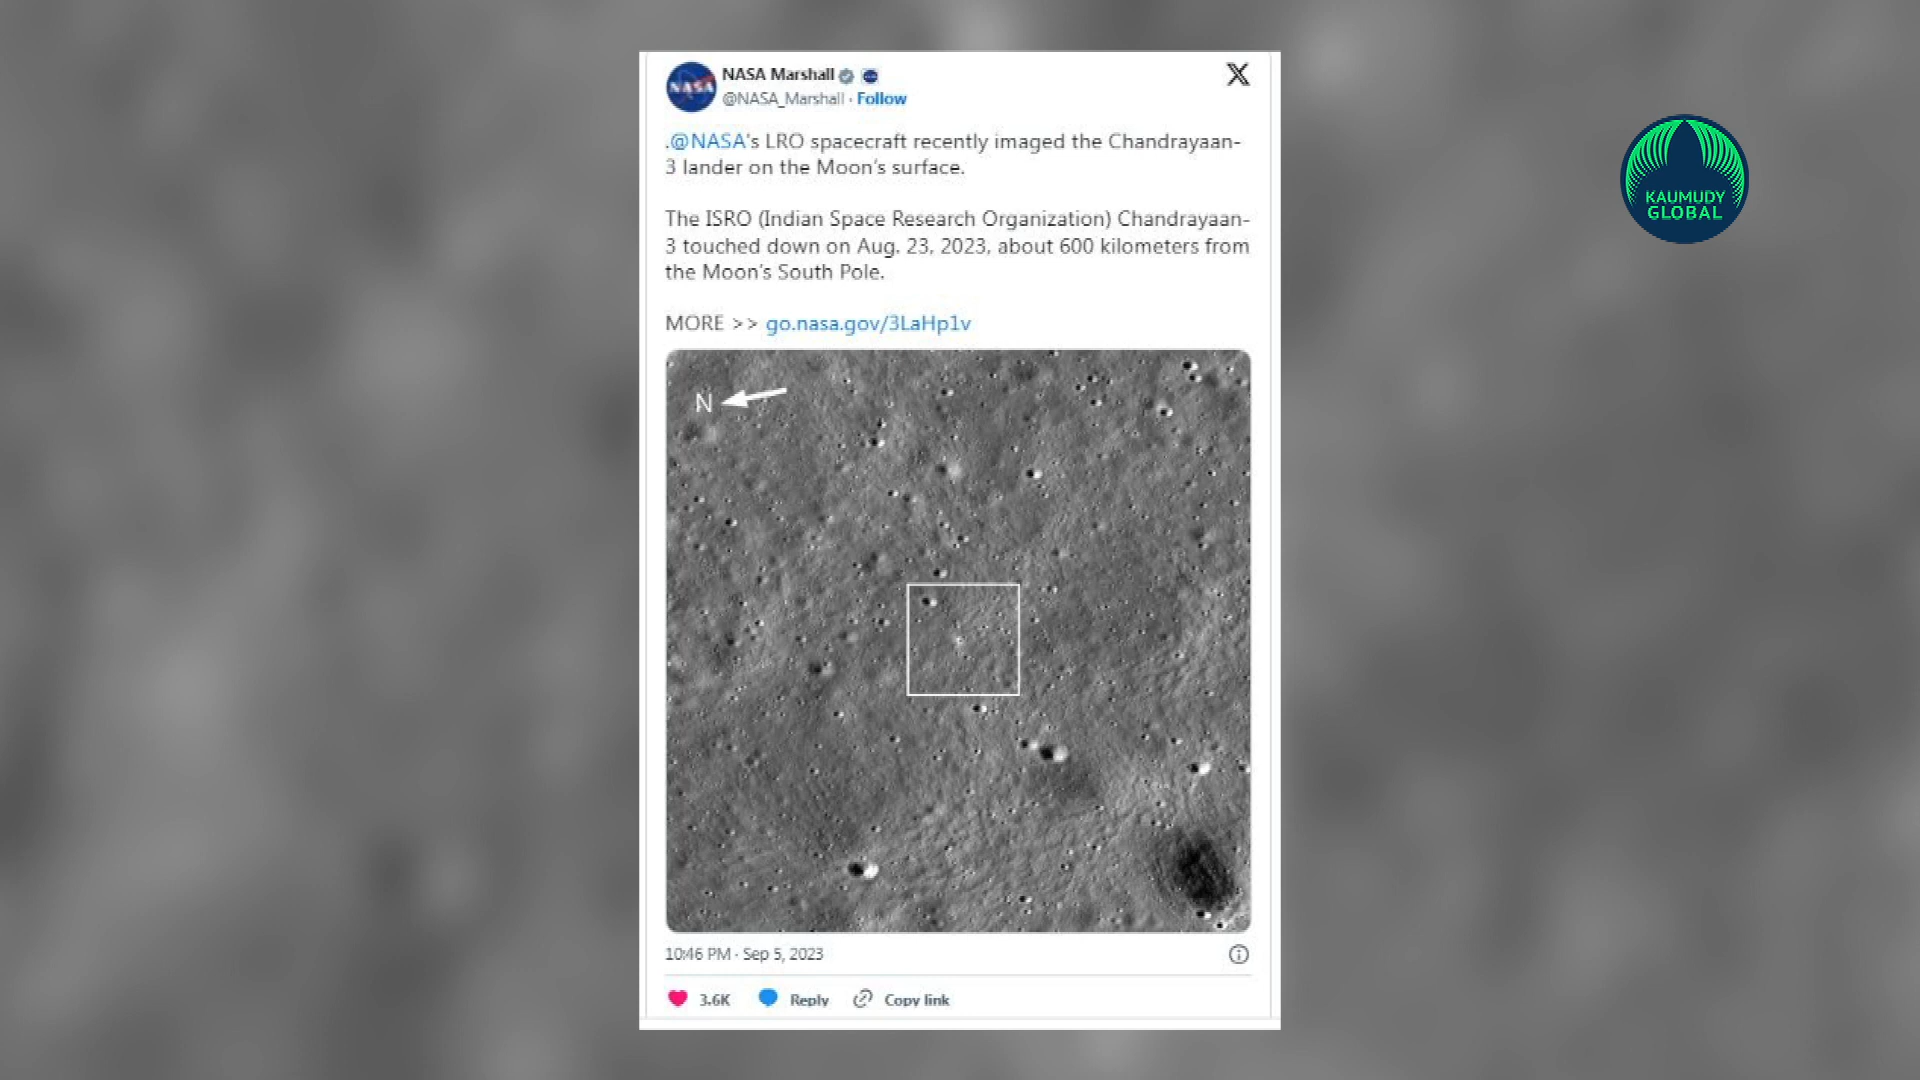 NASA
NASA Marshall
@NASA_Marshall · Follow
.@NASA's LRO spacecraft recently imaged the Chandrayaan-
3 lander on the Moon's surface.
The ISRO (Indian Space Research Organization) Chandrayaan-
3 touched down on Aug. 23, 2023, about 600 kilometers from
the Moon's South Pole.
MORE >> go.nasa.gov/3LaHp1v
N
10:46 PM · Sep 5, 2023
3.6K Reply Copy link
KAUMUDY
GLOBAL